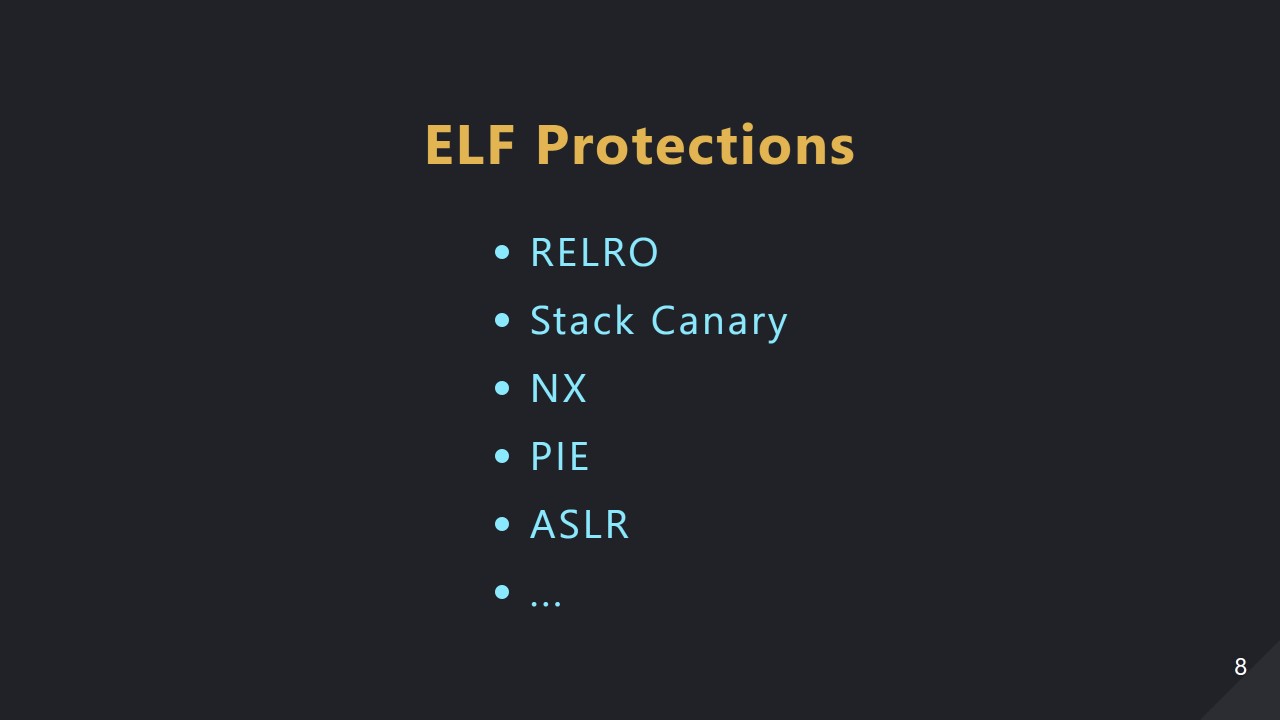 ELF Protections
• RELRO
• Stack Canary
• NX
• PIE
• ASLR
• ...
8